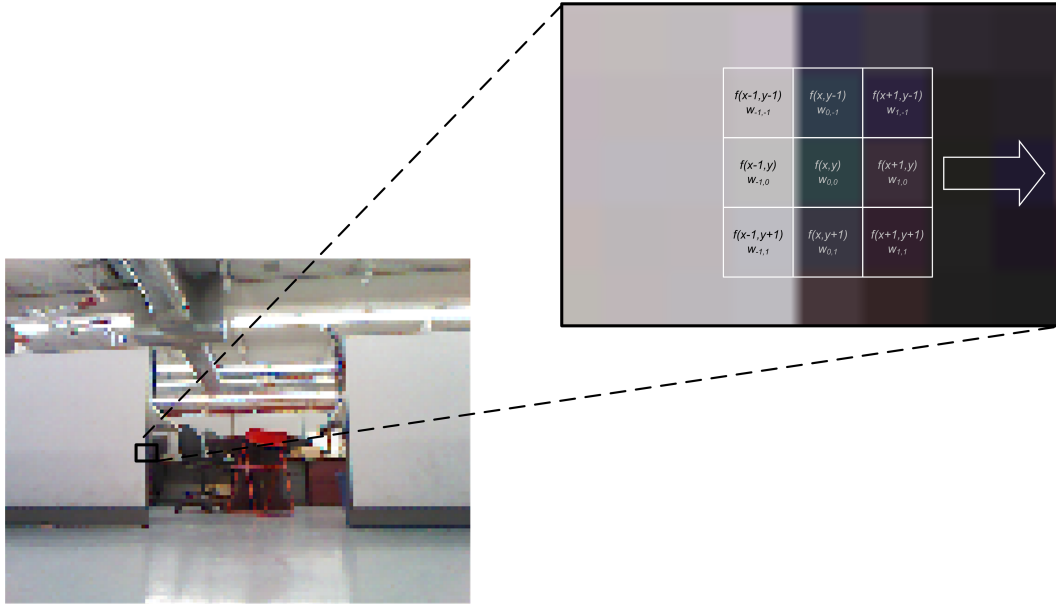 f(x-1,y-1) f(x,y-1) f(x+1,y-1)
w-1,-1 w0,-1 w1,-1
f(x-1,y) f(x,y) f(x+1,y)
w-1,0 w0,0 w1,0
f(x-1,y+1) f(x,y+1) f(x+1,y+1)
w-1,1 w0,1 w1,1